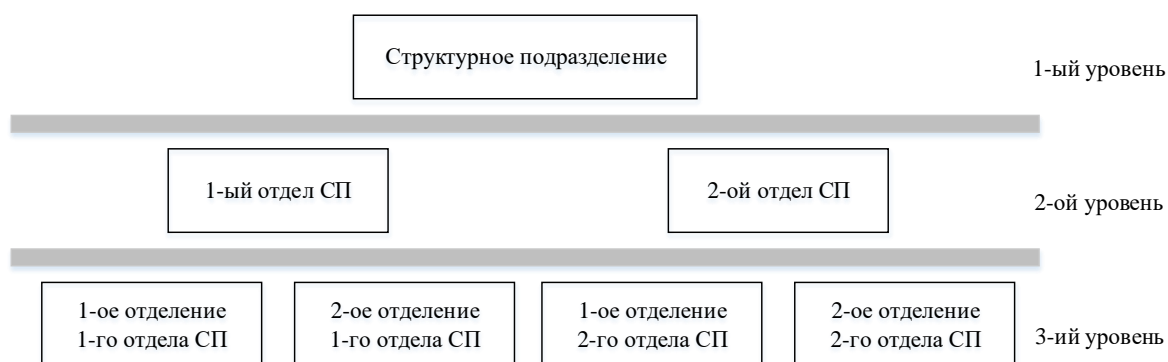 Структурное подразделение
1-ый уровень
1-ый отдел СП
2-ой отдел СП
2-ой уровень
1-ое отделение
1-го отдела СП
2-ое отделение
1-го отдела СП
1-ое отделение
2-го отдела СП
2-ое отделение
2-го отдела СП
3-ий уровень